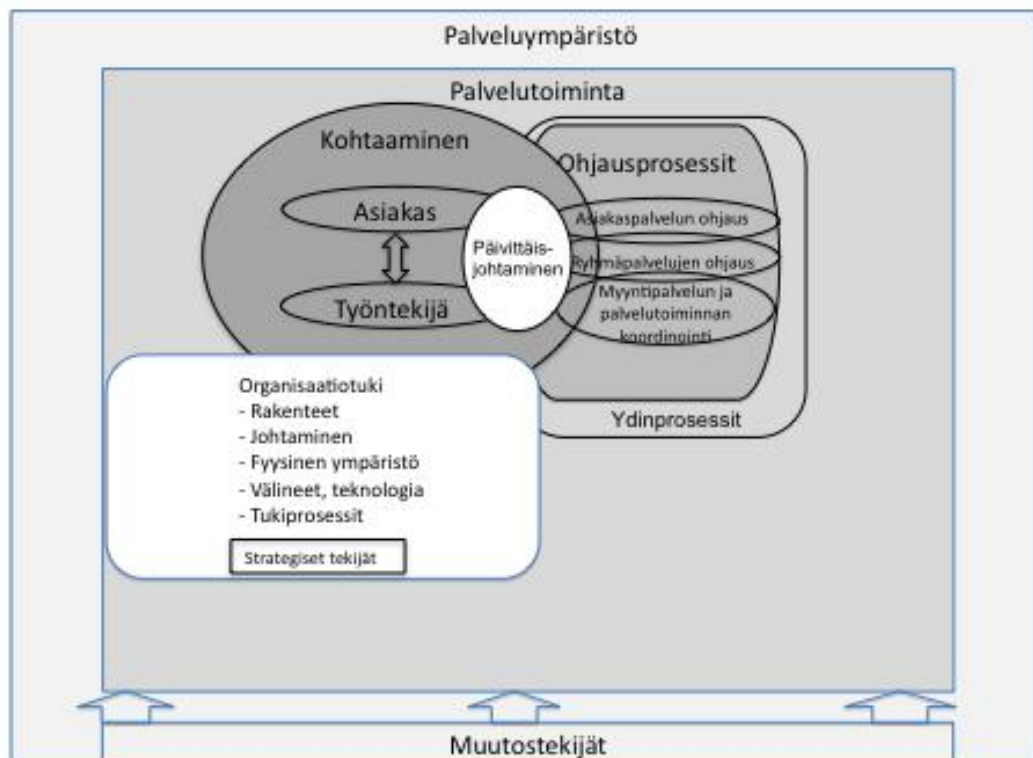 Palveluympäristö
Palvelutoiminta
Kohtaaminen
Ohjausprosessit
Asiakas
Asiakaspalvelun ohjaus
Päivittäis-
johtaminen
Ryhmäpalvelujen ohjaus
Työntekijä
Myyntipalvelun ja
palvelutoiminnan
koordinointi
Ydinprosessit
Organisaatiotuki
- Rakenteet
- Johtaminen
- Fyysinen ympäristö
- Välineet, teknologia
- Tukiprosessit
Strategiset tekijät
Muutostekijät